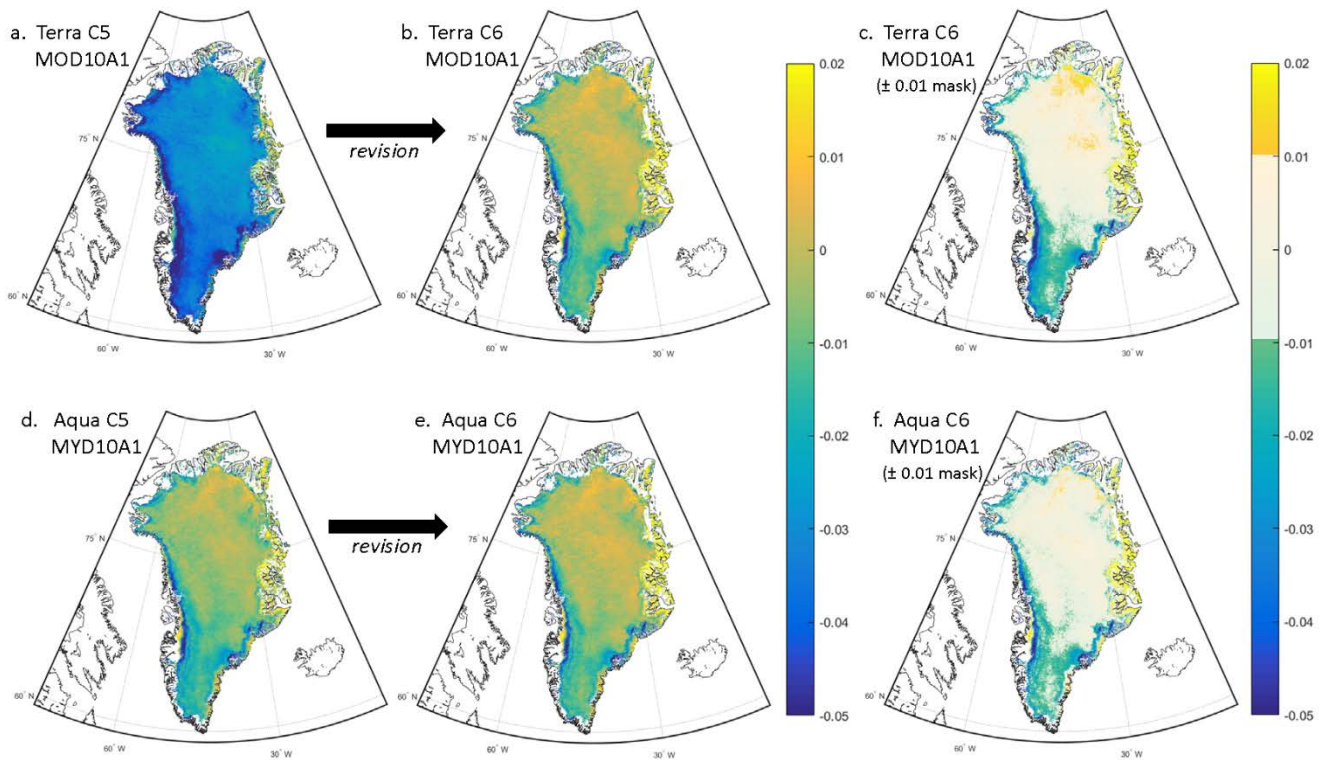 a. Terra C5
MOD10A1
b. Terra C6
MOD10A1
c. Terra C6
MOD10A1
(± 0.01 mask)
revision
75° N
60° N
60° W
30° W
75° N
60° N
60° W
30° W
0.02
0.01
0
-0.01
-0.02
-0.03
-0.04
-0.05
75° N
60° N
60° W
30° W
0.02
0.01
0
-0.01
-0.02
-0.03
-0.04
-0.05
d. Aqua C5
MYD10A1
e. Aqua C6
MYD10A1
f. Aqua C6
MYD10A1
(± 0.01 mask)
revision
75° N
60° N
60° W
30° W
75° N
60° N
60° W
30° W
75° N
60° N
60° W
30° W